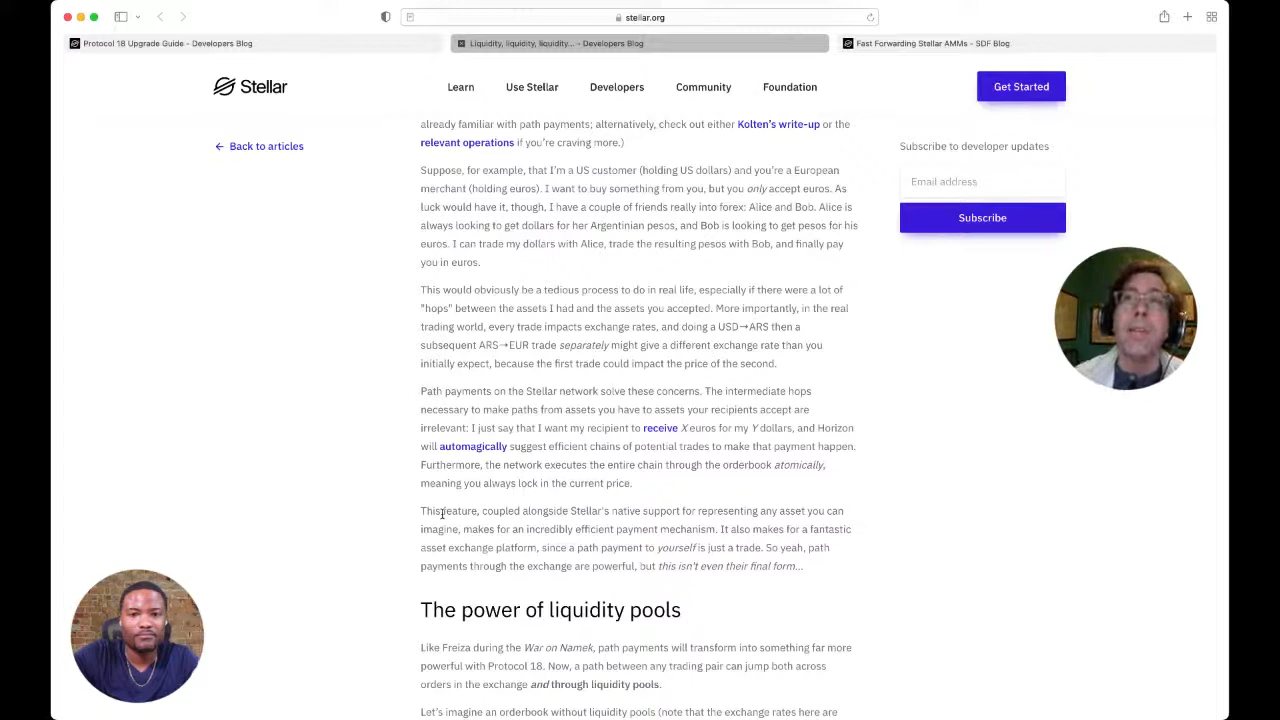 stellar.org
Protocol 18 Upgrade Guide - Developers Blog
Liquidity, liquidity, liquidity... – Developers Blog
Fast Forwarding Stellar AMMs - SDF Blog
Stellar
Learn
Use Stellar
Developers
Community
Foundation
Get Started
← Back to articles
already familiar with path payments; alternatively, check out either Kolten's write-up or the
relevant operations if you're craving more.)
Suppose, for example, that I'm a US customer (holding US dollars) and you're a European
merchant (holding euros). I want to buy something from you, but you only accept euros. As
luck would have it, though, I have a couple of friends really into forex: Alice and Bob. Alice is
always looking to get dollars for her Argentinian pesos, and Bob is looking to get pesos for his
euros. I can trade my dollars with Alice, trade the resulting pesos with Bob, and finally pay
you in euros.
This would obviously be a tedious process to do in real life, especially if there were a lot of
"hops" between the assets I had and the assets you accepted. More importantly, in the real
trading world, every trade impacts exchange rates, and doing a USD→ARS then a
subsequent ARS→EUR trade separately might give a different exchange rate than you
initially expect, because the first trade could impact the price of the second.
Path payments on the Stellar network solve these concerns. The intermediate hops
necessary to make paths from assets you have to assets your recipients accept are
irrelevant: I just say that I want my recipient to receive X euros for my Y dollars, and Horizon
will automagically suggest efficient chains of potential trades to make that payment happen.
Furthermore, the network executes the entire chain through the orderbook atomically,
meaning you always lock in the current price.
This feature, coupled alongside Stellar's native support for representing any asset you can
imagine, makes for an incredibly efficient payment mechanism. It also makes for a fantastic
asset exchange platform, since a path payment to yourself is just a trade. So yeah, path
payments through the exchange are powerful, but this isn't even their final form...
The power of liquidity pools
Like Freiza during the War on Namek, path payments will transform into something far more
powerful with Protocol 18. Now, a path between any trading pair can jump both across
orders in the exchange and through liquidity pools.
Let's imagine an orderbook without liquidity pools (note that the exchange rates here are
Subscribe to developer updates
Email address
Subscribe